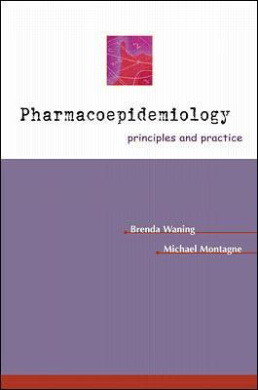 Pharmacoepidemiology
principles and practice
Brenda Waning
Michael Montagne